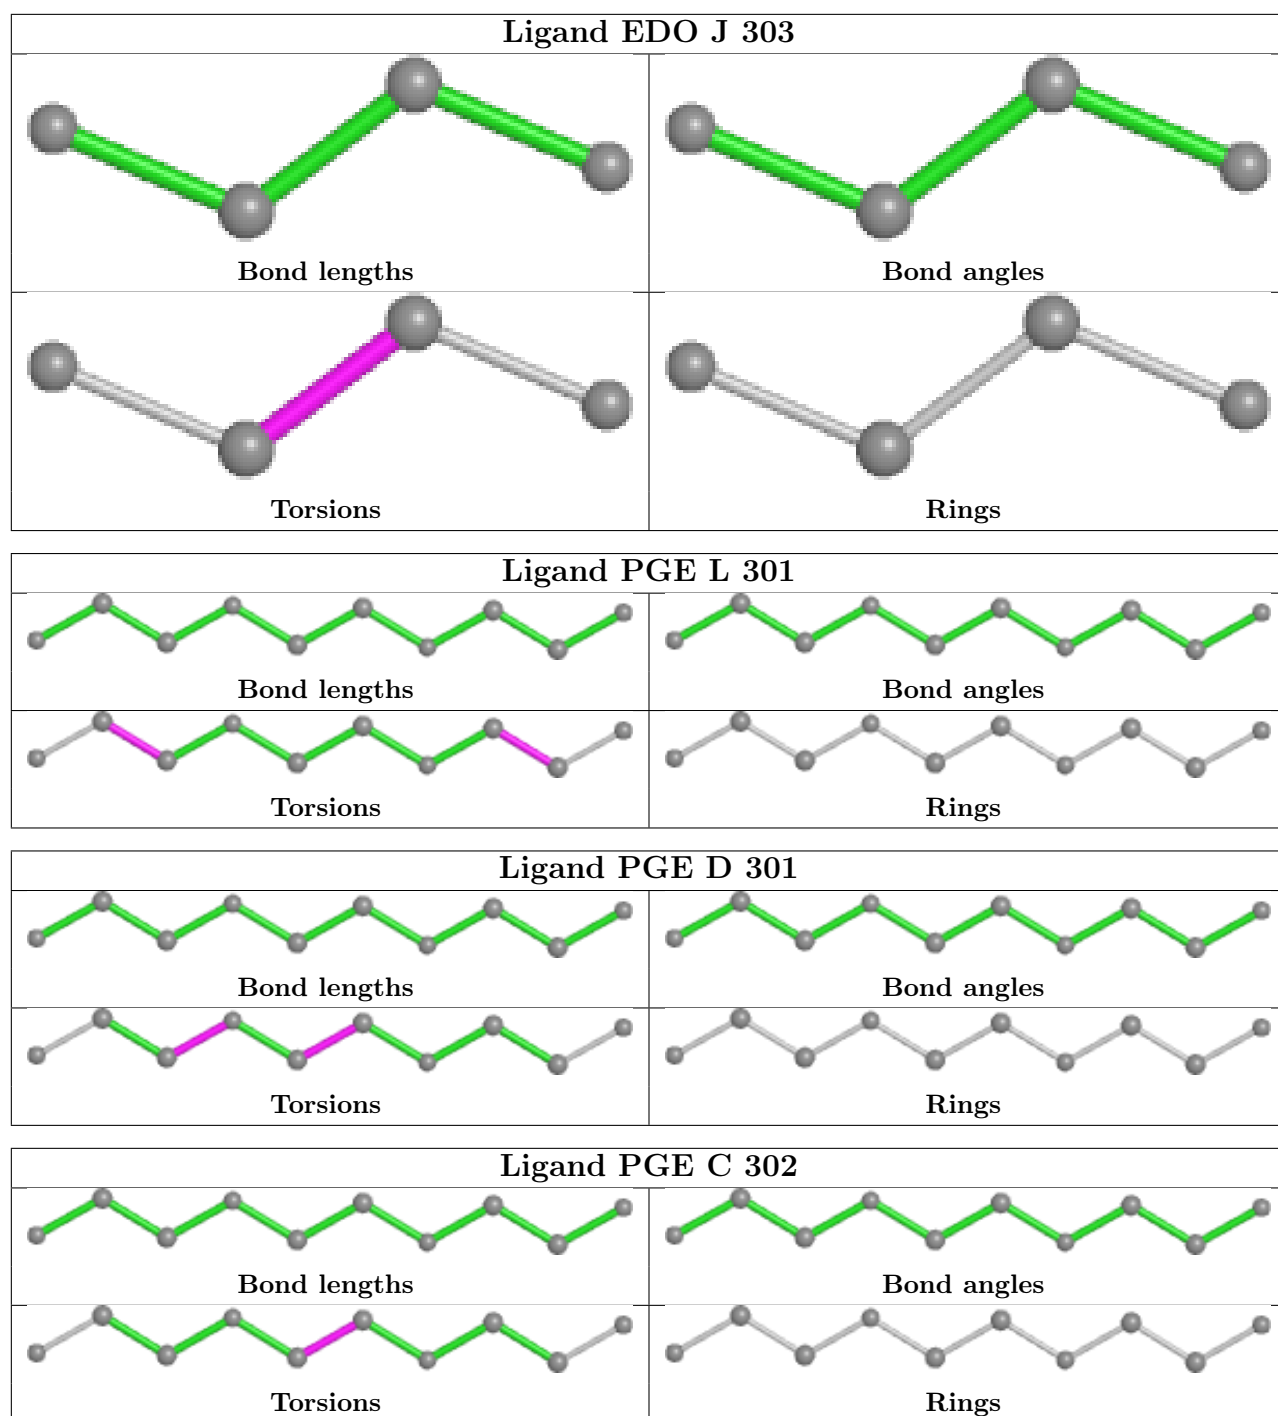 Ligand EDO J 303
Bond lengths
Bond angles
Torsions
Rings
Ligand PGE L 301
Bond lengths
Bond angles
Torsions
Rings
Ligand PGE D 301
Bond lengths
Bond angles
Torsions
Rings
Ligand PGE C 302
Bond lengths
Bond angles
Torsions
Rings